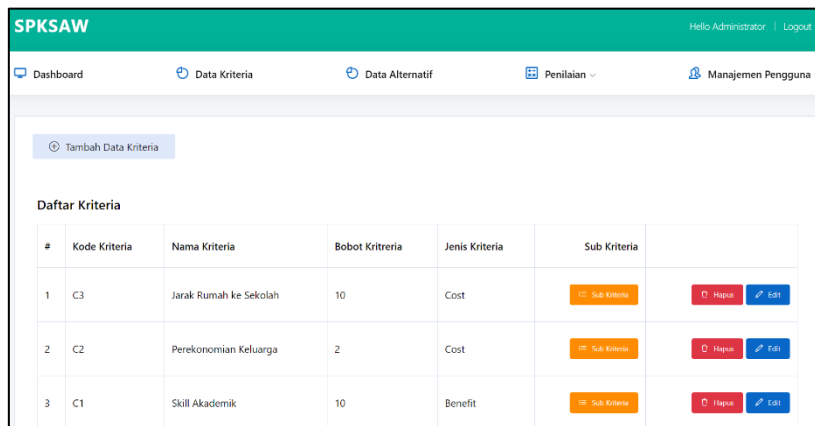 SPKSAW
Hello Administrator | Logout
Dashboard Data Kriteria Data Alternatif Penilaian Manajemen Pengguna
Tambah Data Kriteria
Daftar Kriteria
# Kode Kriteria Nama Kriteria Bobot Kritreria Jenis Kriteria Sub Kriteria
1 C3 Jarak Rumah ke Sekolah 10 Cost Sub Kriteria Hapus Edit
2 C2 Perekonomian Keluarga 2 Cost Sub Kriteria Hapus Edit
3 C1 Skill Akademik 10 Benefit Sub Kriteria Hapus Edit